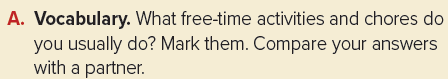 A. Vocabulary. What free-time activities and chores do
you usually do? Mark them. Compare your answers
with a partner.